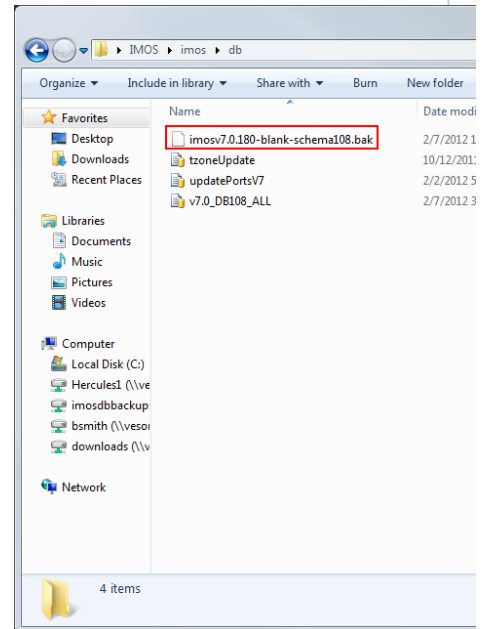 IMOS imos db
Organize Include in library Share with Burn New folder
Name Date modi
Favorites
Desktop
Downloads
Recent Places
Libraries
Documents
Music
Pictures
Videos
Computer
Local Disk (C:)
Hercules1 (\\ve
imosdbbackup
bsmith (\\veso
downloads (\\v
Network
imosv7.0.180-blank-schema108.bak 2/7/2012 1
tzoneUpdate 10/12/201
updatePortsV7 2/2/2012 5
v7.0_DB108_ALL 2/7/2012 3
4 items